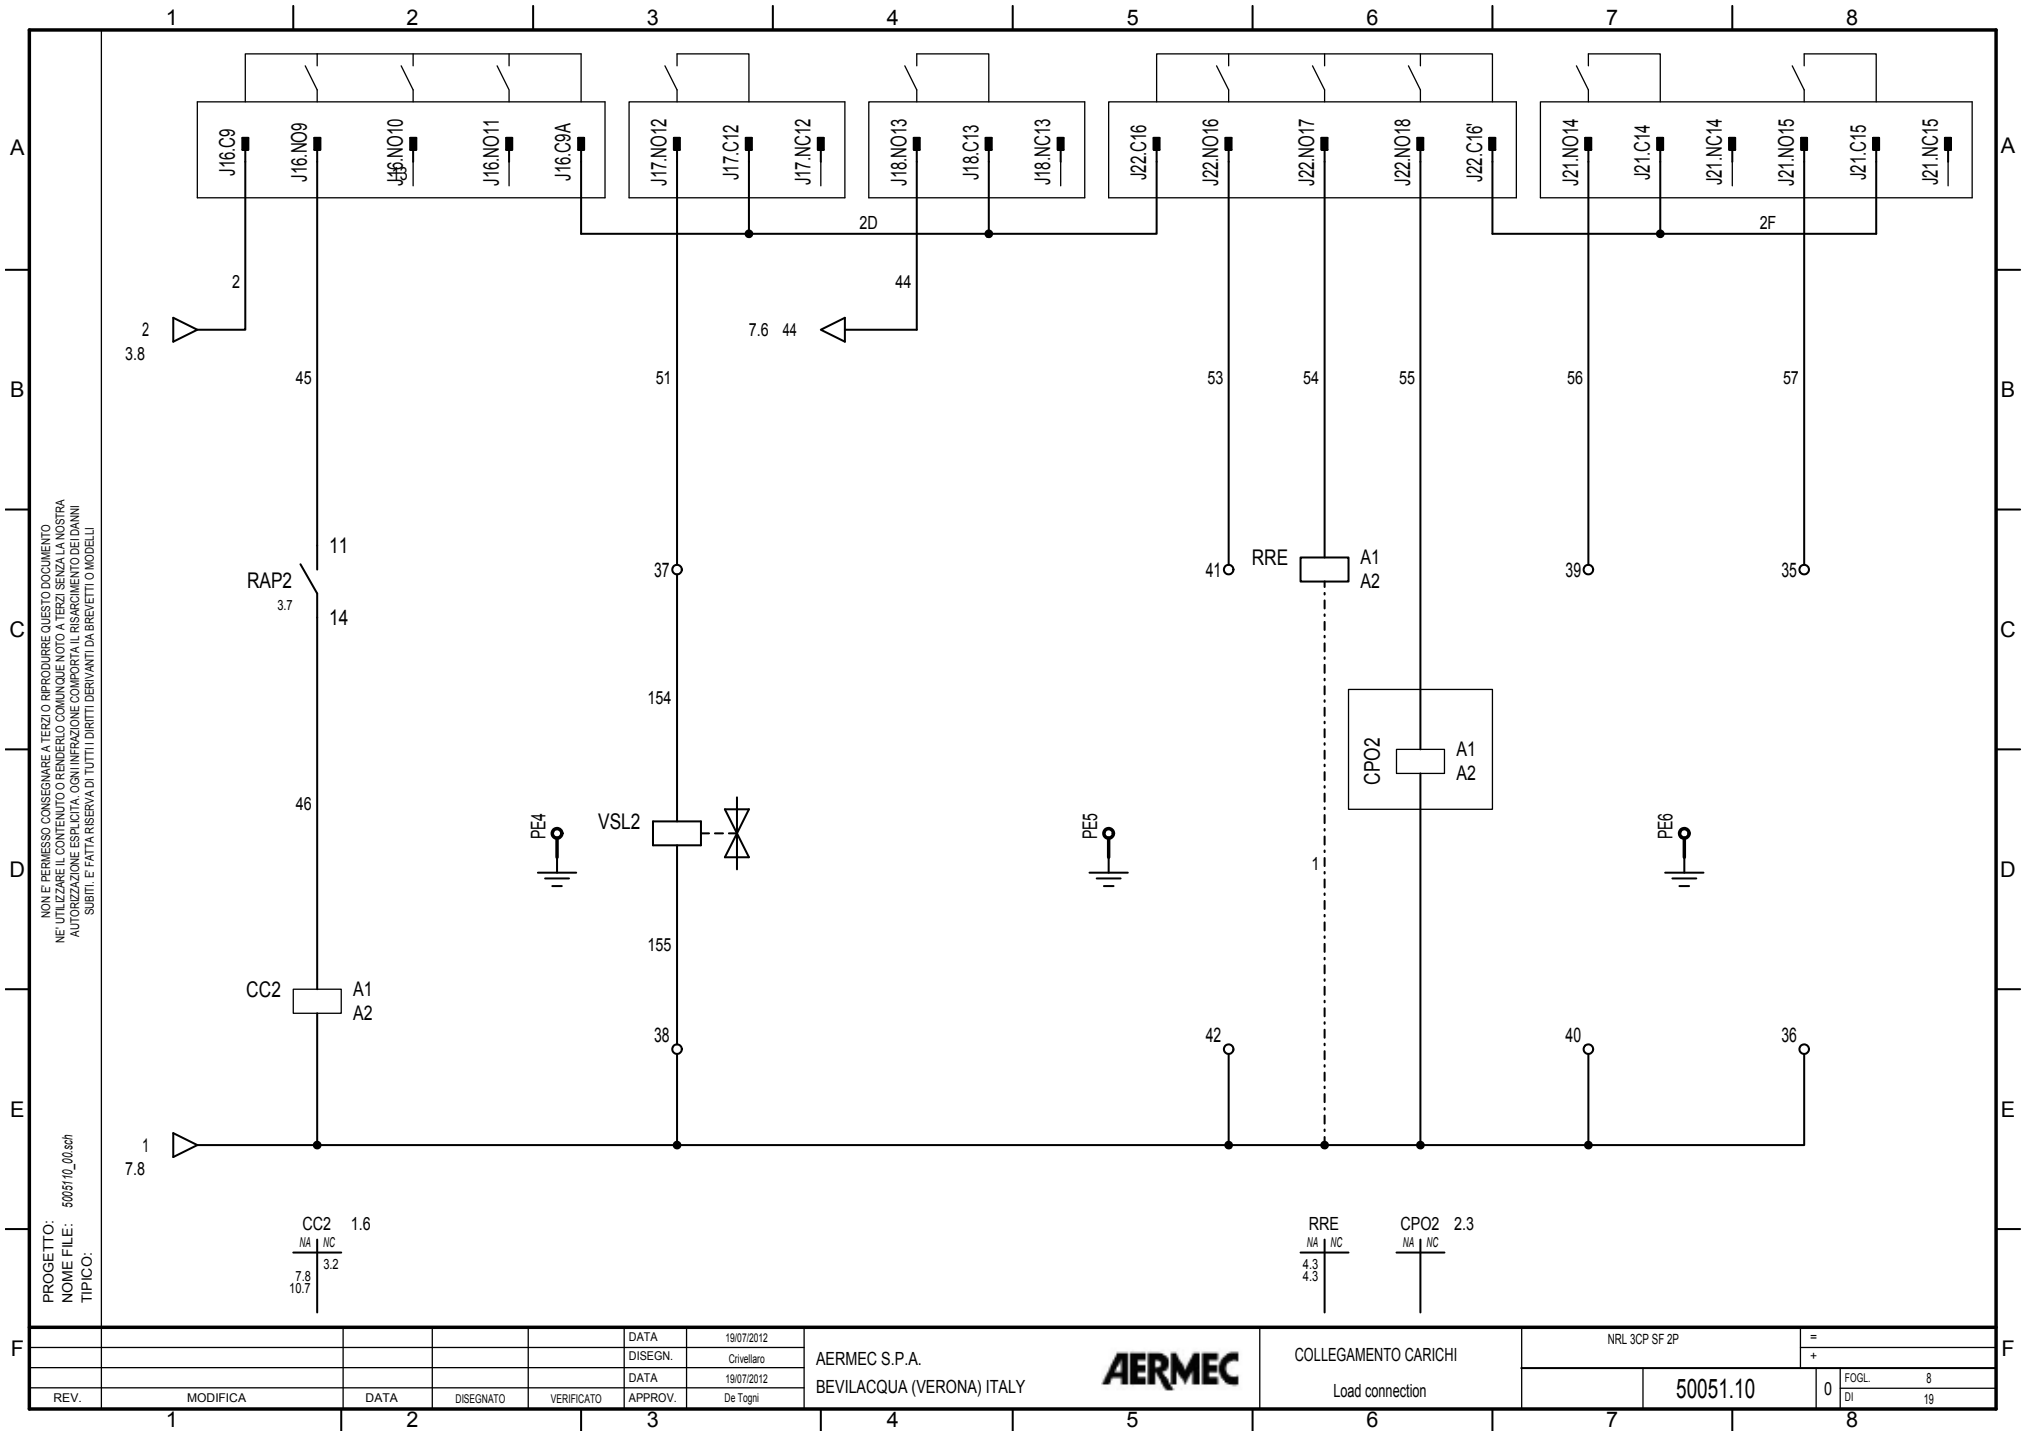 1 2 3 4 5 6 7 8
A
J16.C9
J16.NO9
J16.NO10
J16.NO11
J16.C9A
J17.NO12
J17.C12
J17.NC12
J18.NO13
J18.C13
J18.NC13
J22.C16
J22.NO16
J22.NO17
J22.NO18
J22.C16'
J21.NO14
J21.C14
J21.NC14
J21.NO15
J21.C15
J21.NC15
A
2D
2F
2
44
2
3.8
7.6 44
B
45
51
53
54
55
56
57
B
11
RAP2
3.7
14
37
41
RRE
A1
A2
39
35
C
C
154
CPO2
A1
A2
46
PE4
VSL2
PE5
PE6
D
1
D
155
CC2
A1
A2
38
42
40
36
E
E
1
7.8
CC2 1.6
NA NC
3.2
7.8
10.7
RRE
NA NC
4.3
4.3
CPO2 2.3
NA NC
NON E' PERMESSO CONSEGNARE A TERZI O RIPRODURRE QUESTO DOCUMENTO
NE' UTILIZZARE IL CONTENUTO O RENDERLO COMUNQUE NOTO A TERZI SENZA LA NOSTRA
AUTORIZZAZIONE ESPLICITA. OGNI INFRAZIONE COMPORTA IL RISARCIMENTO DEI DANNI
SUBITI. E' FATTA RISERVA DI TUTTI I DIRITTI DERIVANTI DA BREVETTI O MODELLI
PROGETTO:
NOME FILE: 5005110_00.sch
TIPICO:
F
REV. MODIFICA DATA DISEGNATO VERIFICATO
DATA 19/07/2012
DISEGN. Crivellaro
DATA 19/07/2012
APPROV. De Togni
AERMEC S.P.A.
BEVILACQUA (VERONA) ITALY
AERMEC
COLLEGAMENTO CARICHI
Load connection
NRL 3CP SF 2P
=
+
50051.10
0
FOGL. 8
DI 19
F
1 2 3 4 5 6 7 8